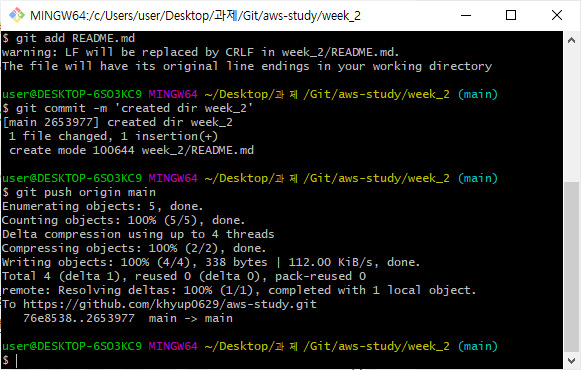 MINGW64:/c/Users/user/Desktop/과제/Git/aws-study/week_2
$ git add README.md
warning: LF will be replaced by CRLF in week_2/README.md.
The file will have its original line endings in your working directory
user@DESKTOP-6SO3KC9 MINGW64 ~/Desktop/과제/Git/aws-study/week_2 (main)
$ git commit -m 'created dir week_2'
[main 2653977] created dir week_2
 1 file changed, 1 insertion(+)
 create mode 100644 week_2/README.md
user@DESKTOP-6SO3KC9 MINGW64 ~/Desktop/과제/Git/aws-study/week_2 (main)
$ git push origin main
Enumerating objects: 5, done.
Counting objects: 100% (5/5), done.
Delta compression using up to 4 threads
Compressing objects: 100% (2/2), done.
Writing objects: 100% (4/4), 338 bytes | 112.00 KiB/s, done.
Total 4 (delta 1), reused 0 (delta 0), pack-reused 0
remote: Resolving deltas: 100% (1/1), completed with 1 local object.
To https://github.com/khyup0629/aws-study.git
   76e8538..2653977  main -> main
user@DESKTOP-6SO3KC9 MINGW64 ~/Desktop/과제/Git/aws-study/week_2 (main)
$